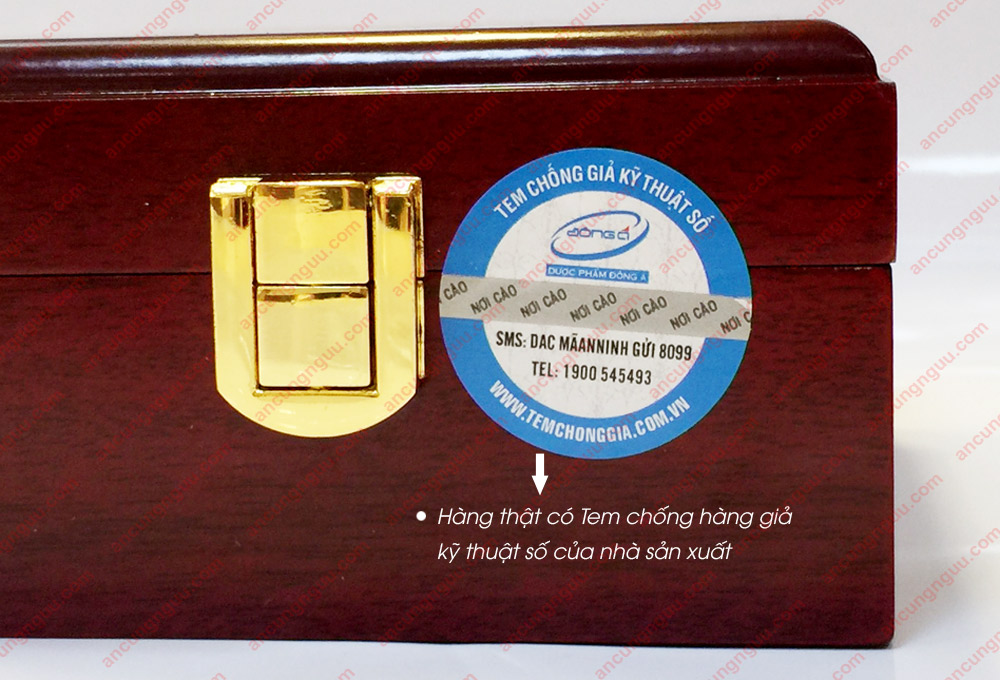 TEM CHỐNG GIẢ KỸ THUẬT SỐ
ĐÔNG Á
DƯỢC PHẨM ĐÔNG Á
NƠI CÀO NƠI CÀO NƠI CÀO NƠI CÀO NƠI CÀO
SMS: DAC MÃANNINH GỬI 8099
TEL: 1900 545493
WWW.TEMCHONGGIA.COM.VN
• Hàng thật có Tem chống hàng giả
kỹ thuật số của nhà sản xuất
ancungnguu.com